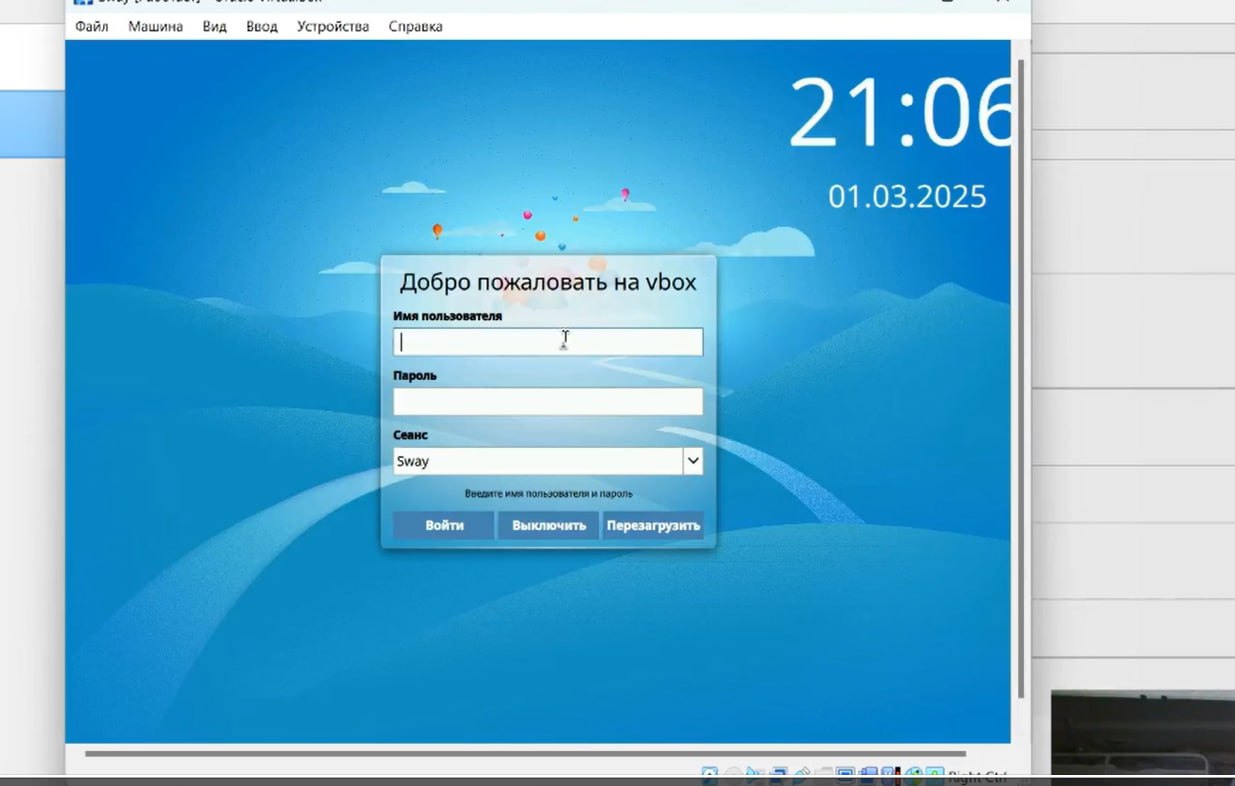 Файл Машина Вид Ввод Устройства Справка
21:06
01.03.2025
Добро пожаловать на vbox
Имя пользователя
Пароль
Сеанс
Sway
Введите имя пользователя и пароль
Войти Выключить Перезагрузить
Right Ctrl